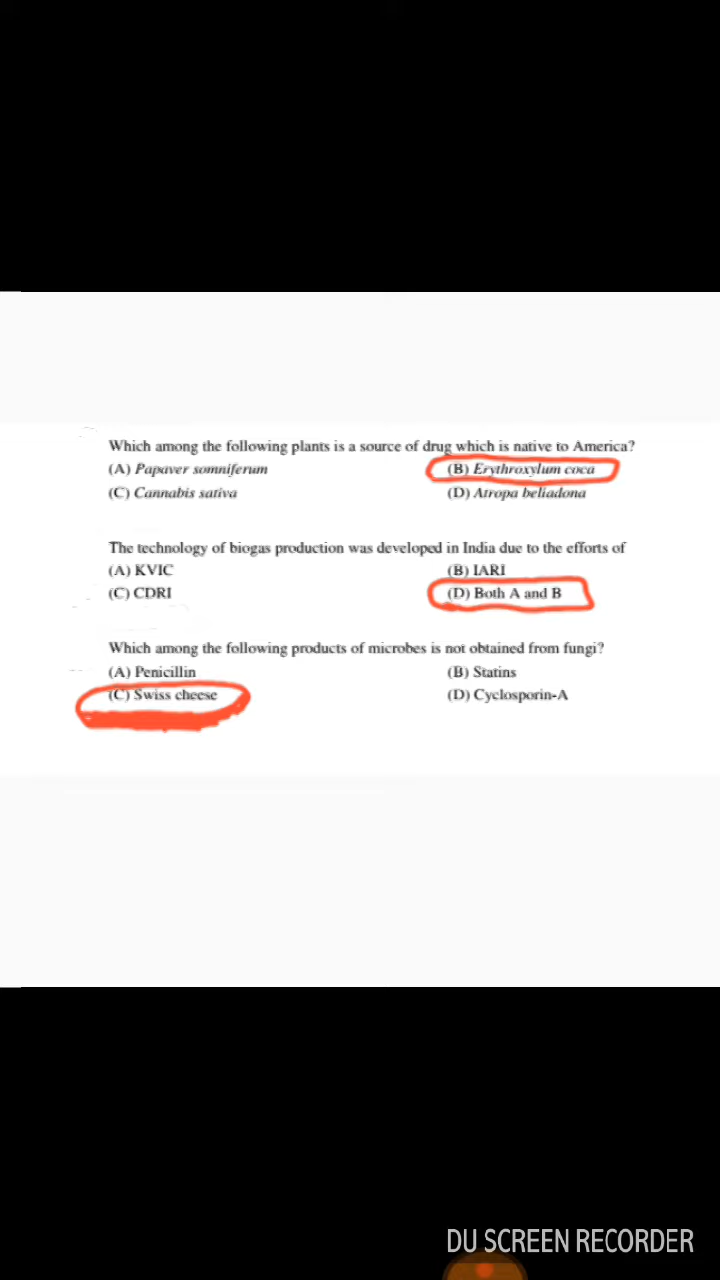 Which among the following plants is a source of drug which is native to America?
(A) Papaver somniferum (B) Erythroxylum coca
(C) Cannabis sativa (D) Atropa beliadona
The technology of biogas production was developed in India due to the efforts of
(A) KVIC (B) IARI
(C) CDRI (D) Both A and B
Which among the following products of microbes is not obtained from fungi?
(A) Penicillin (B) Statins
(C) Swiss cheese (D) Cyclosporin-A
DU SCREEN RECORDER